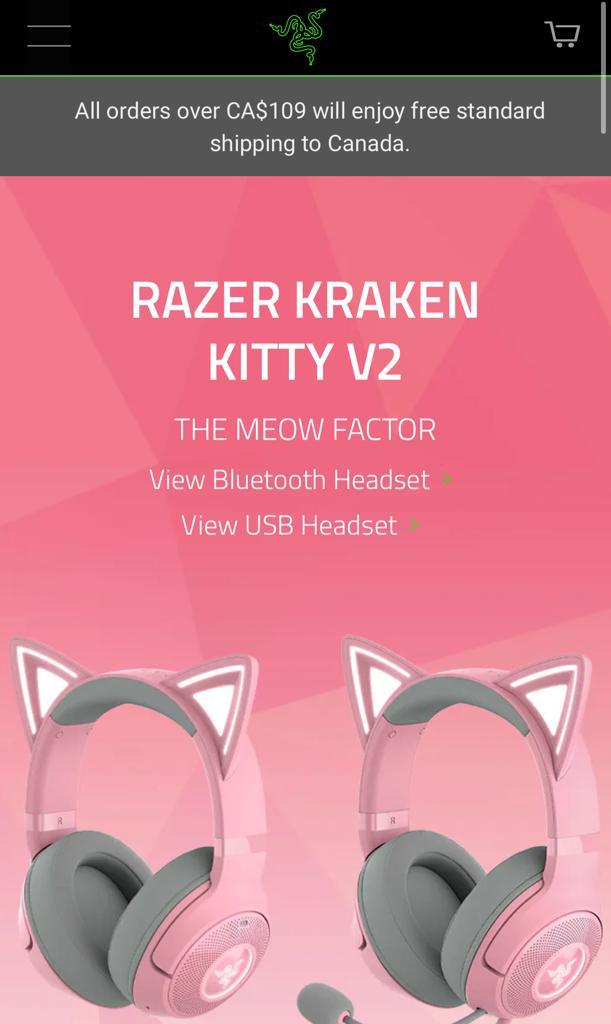 All orders over CA$109 will enjoy free standard
shipping to Canada.
RAZER KRAKEN
KITTY V2
THE MEOW FACTOR
View Bluetooth Headset >
View USB Headset >
R
R